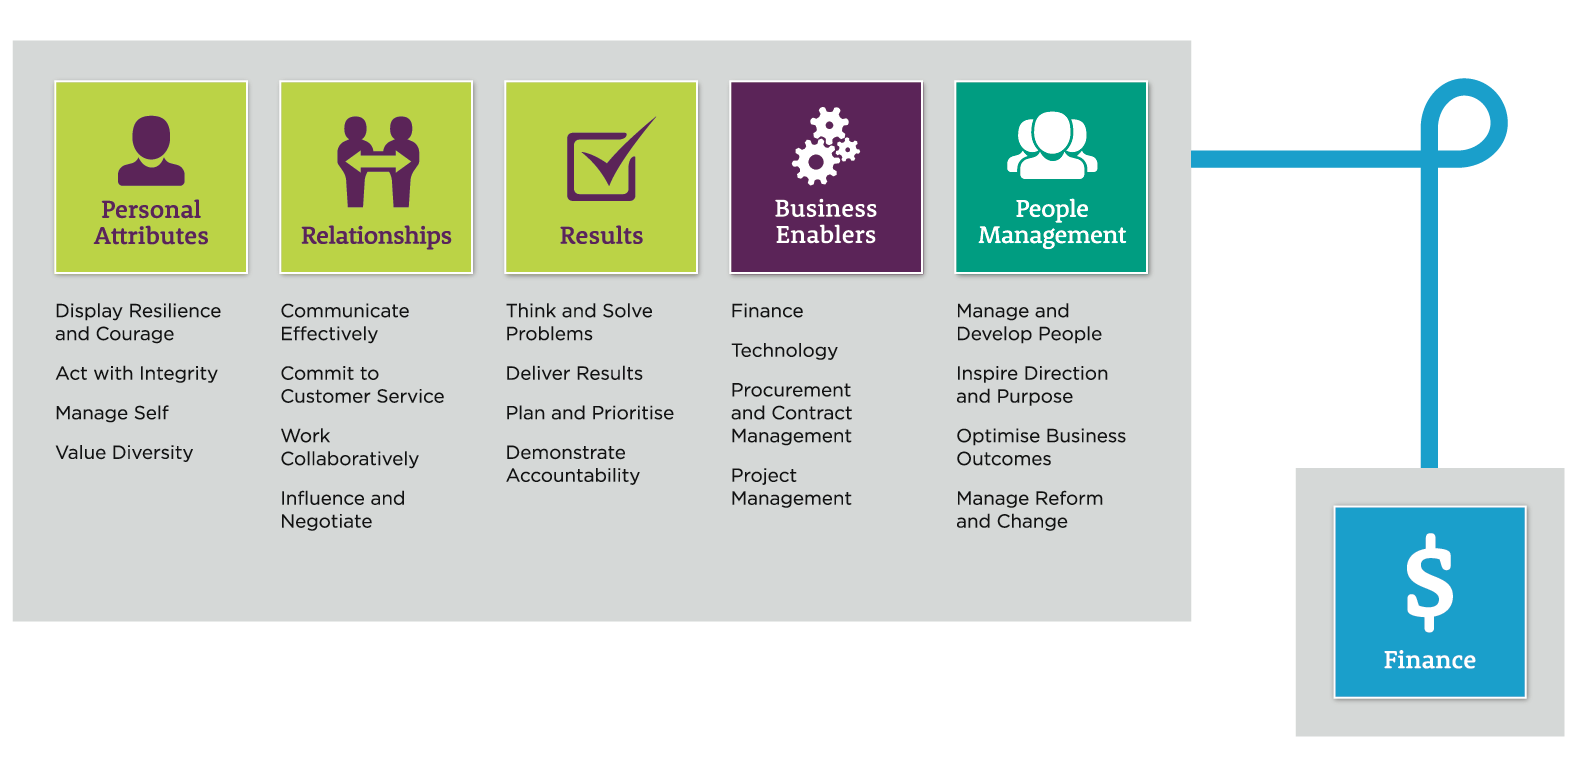 Personal
Attributes
Display Resilience
and Courage
Act with Integrity
Manage Self
Value Diversity
Relationships
Communicate
Effectively
Commit to
Customer Service
Work
Collaboratively
Influence and
Negotiate
Results
Think and Solve
Problems
Deliver Results
Plan and Prioritise
Demonstrate
Accountability
Business
Enablers
Finance
Technology
Procurement
and Contract
Management
Project
Management
People
Management
Manage and
Develop People
Inspire Direction
and Purpose
Optimise Business
Outcomes
Manage Reform
and Change
$
Finance